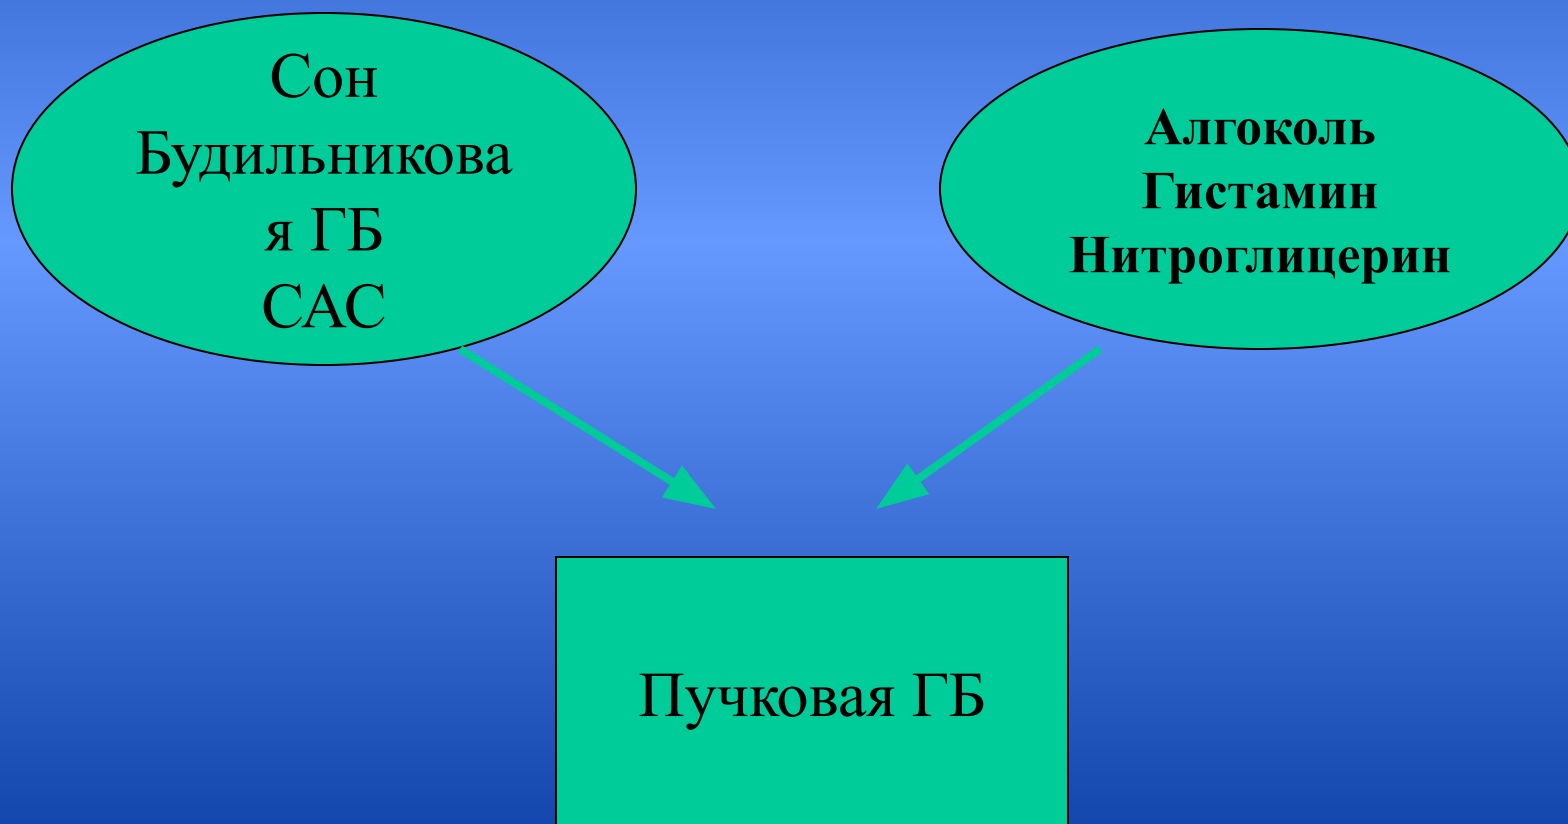 Сон
Будильникова
я ГБ
САС
Алгоколь
Гистамин
Нитроглицерин
Пучковая ГБ